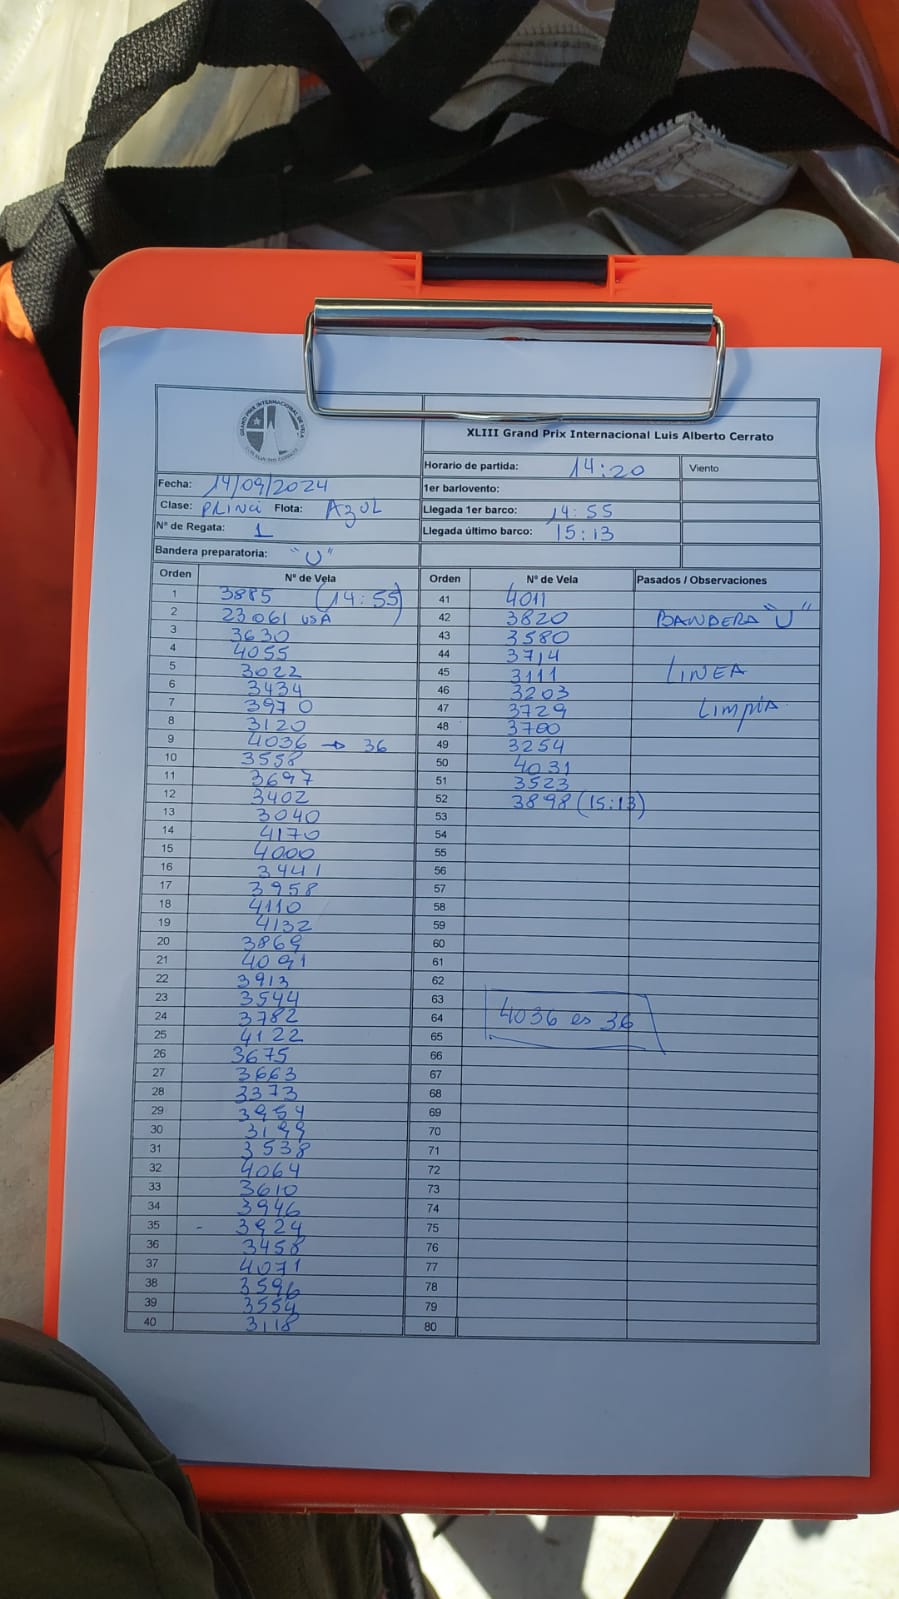 GRAND PRIX INTERNACIONAL DE VELA
XLIII Grand Prix Internacional Luis Alberto Cerrato
Horario de partida: 14:20 Viento
Fecha: 14/09/2024 1er barlovento:
Clase: PRINCI Flota: AZUL Llegada 1er barco: 14:55
N° de Regata: 1 Llegada último barco: 15:13
Bandera preparatoria: "U"
Orden N° de Vela Orden N° de Vela Pasados / Observaciones
1 3885 (14:55) 41 4011
2 23061 USA 42 3820 BANDERA "U"
3 3630 43 3580
4 4055 44 3714
5 3022 45 3111 LINEA
6 3434 46 3203
7 3970 47 3729 LIMPIA
8 3120 48 3700
9 4036 → 36 49 3254
10 3558 50 4031
11 3697 51 3523
12 3402 52 3898 (15:13)
13 3040 53
14 4170 54
15 4000 55
16 3441 56
17 3958 57
18 4110 58
19 4132 59
20 3869 60
21 4091 61
22 3913 62
23 3544 63
24 3782 64 4036 es 36
25 4122 65
26 3675 66
27 3663 67
28 3373 68
29 3954 69
30 3199 70
31 3538 71
32 4064 72
33 3610 73
34 3946 74
35 - 3924 75
36 3458 76
37 4071 77
38 3596 78
39 3554 79
40 3118 80